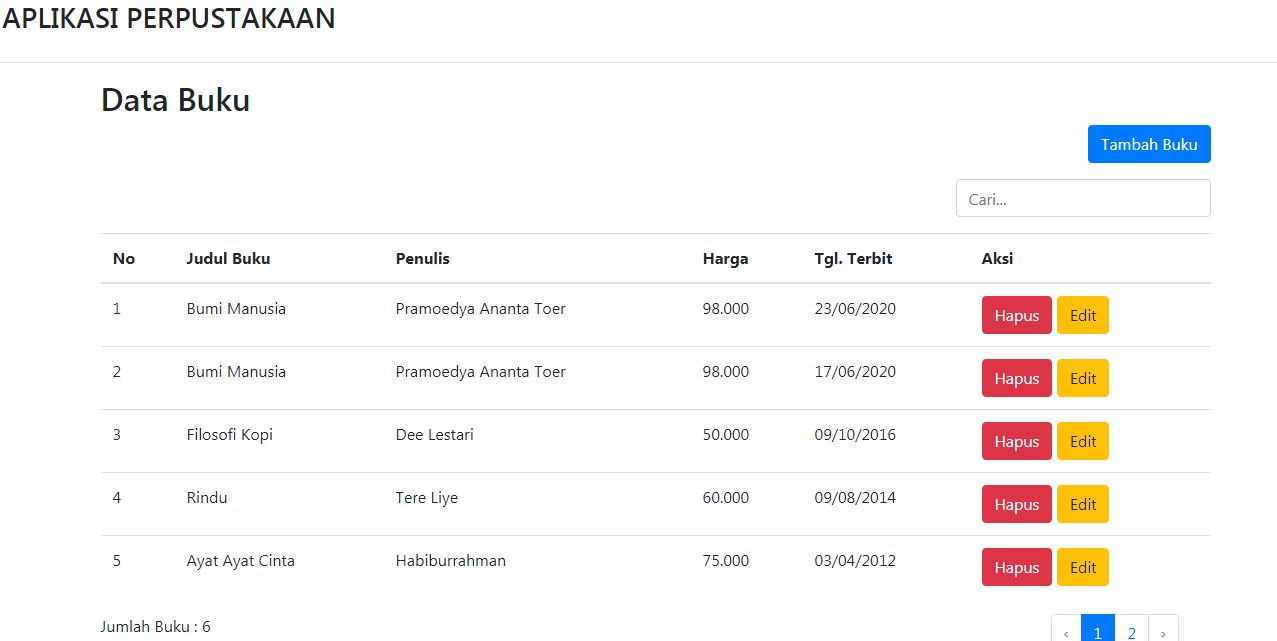 APLIKASI PERPUSTAKAAN
Data Buku
Tambah Buku
Cari...
No Judul Buku Penulis Harga Tgl. Terbit Aksi
1 Bumi Manusia Pramoedya Ananta Toer 98.000 23/06/2020 Hapus Edit
2 Bumi Manusia Pramoedya Ananta Toer 98.000 17/06/2020 Hapus Edit
3 Filosofi Kopi Dee Lestari 50.000 09/10/2016 Hapus Edit
4 Rindu Tere Liye 60.000 09/08/2014 Hapus Edit
5 Ayat Ayat Cinta Habiburrahman 75.000 03/04/2012 Hapus Edit
Jumlah Buku : 6 ‹ 1 2 ›